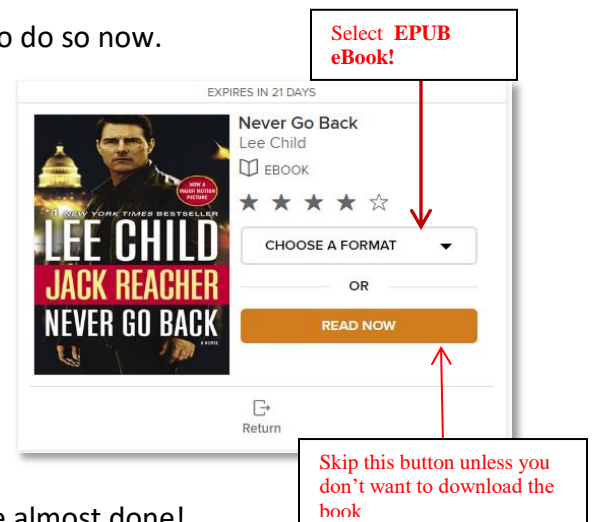 o do so now.
Select EPUB
eBook!
EXPIRES IN 21 DAYS
Never Go Back
Lee Child
EBOOK
NOW A
MAJOR MOTION
PICTURE
#1 NEW YORK TIMES BESTSELLER
LEE CHILD
JACK REACHER
NEVER GO BACK
A NOVEL
CHOOSE A FORMAT
OR
READ NOW
Return
Skip this button unless you
don't want to download the
book
e almost done!